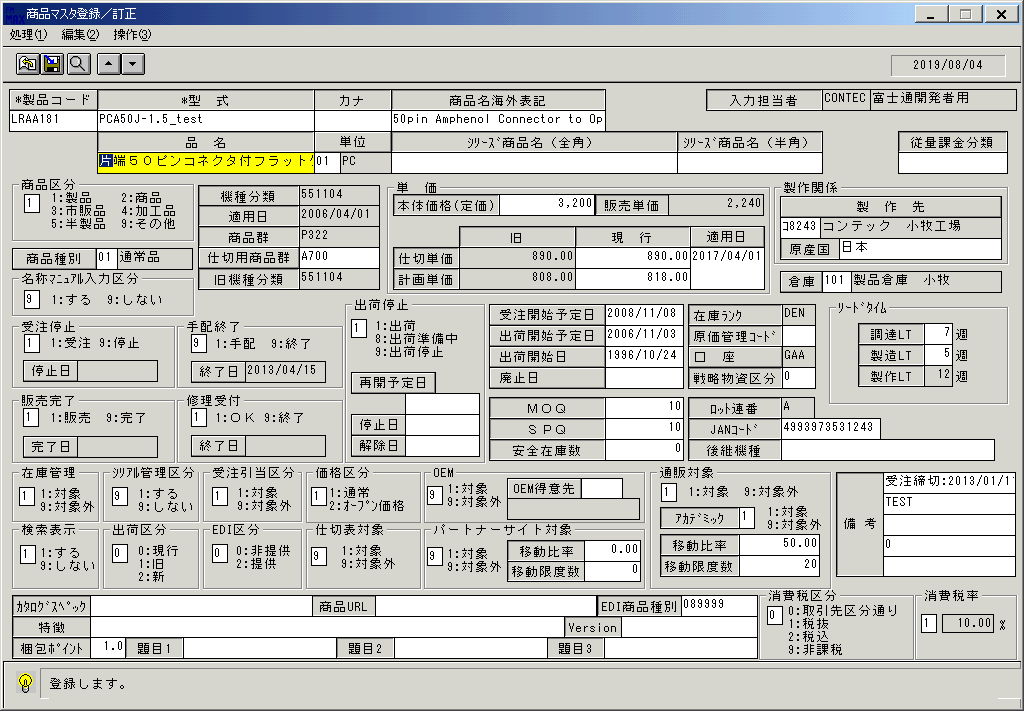 商品マスタ登録／訂正
処理(1) 編集(2) 操作(3)
2019/08/04
*製品コード *型 式 カナ 商品名海外表記 入力担当者 CONTEC 富士通開発者用
LRAA181 PCA50J-1.5_test 50pin Amphenol Connector to Op
品 名 単位 ｼﾘｰｽﾞ商品名（全角） ｼﾘｰｽﾞ商品名（半角） 従量課金分類
片端５０ピンコネクタ付フラットケ 01 PC
商品区分
1 1:製品 2:商品
3:市販品 4:加工品
5:半製品 9:その他
商品種別 01 通常品
名称ﾏﾆｭｱﾙ入力区分
9 1:する 9:しない
機種分類 551104
適用日 2006/04/01
商品群 P322
仕切用商品群 A700
旧機種分類 551104
単 価
本体価格(定価) 3,200 販売単価 2,240
旧 現 行 適用日
仕切単価 890.00 890.00 2017/04/01
計画単価 808.00 818.00
製作関係
製 作 先
ｺ8243 コンテック 小牧工場
原産国 日本
倉庫 101 製品倉庫 小牧
受注停止
1 1:受注 9:停止
停止日
手配終了
9 1:手配 9:終了
終了日 2013/04/15
販売完了
1 1:販売 9:完了
完了日
修理受付
1 1:ＯＫ 9:終了
終了日
出荷停止
1 1:出荷
8:出荷準備中
9:出荷停止
再開予定日
停止日
解除日
受注開始予定日 2008/11/08
出荷開始予定日 2006/11/03
出荷開始日 1996/10/24
廃止日
ＭＯＱ 10
ＳＰＱ 10
安全在庫数 0
在庫ﾗﾝｸ DEN
原価管理ｺｰﾄﾞ
口 座 GAA
戦略物資区分 0
ﾛｯﾄ連番 A
JANｺｰﾄﾞ 4993973531243
後継機種
ﾘｰﾄﾞﾀｲﾑ
調達LT 7 週
製造LT 5 週
製作LT 12 週
在庫管理
1 1:対象
9:対象外
ｼﾘｱﾙ管理区分
9 1:する
9:しない
受注引当区分
1 1:対象
9:対象外
価格区分
1 1:通常
2:ｵｰﾌﾟﾝ価格
OEM
9 1:対象
9:対象外
OEM得意先
通販対象
1 1:対象 9:対象外
ｱｶﾃﾞﾐｯｸ 1 1:対象
9:対象外
移動比率 50.00
移動限度数 20
備 考
受注締切:2013/01/11
TEST
0
検索表示
1 1:する
9:しない
出荷区分
0 0:現行
1:旧
2:新
EDI区分
0 0:非提供
2:提供
仕切表対象
9 1:対象
9:対象外
パートナーサイト対象
9 1:対象
9:対象外
移動比率 0.00
移動限度数 0
ｶﾀﾛｸﾞｽﾍﾟｯｸ 商品URL EDI商品種別 089999
特徴 Version
梱包ﾎﾟｲﾝﾄ 1.0 題目1 題目2 題目3
消費税区分
0 0:取引先区分通り
1:税抜
2:税込
9:非課税
消費税率
1 10.00 %
登録します。